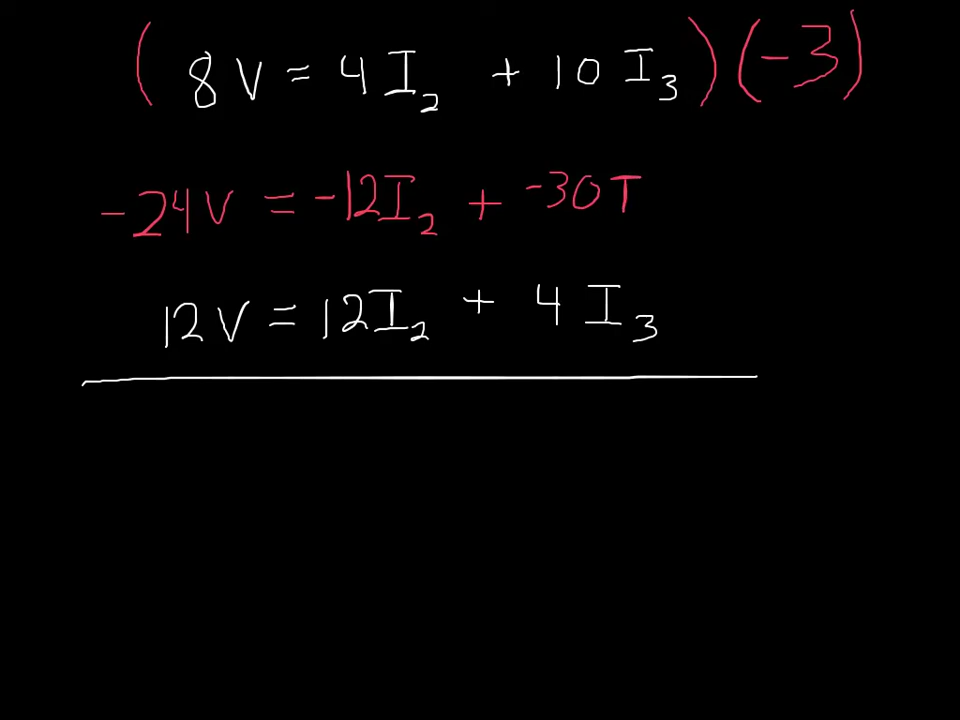 (8V = 4I₂ + 10I₃)(-3)
-24V = -12I₂ + -30T
12V = 12I₂ + 4I₃